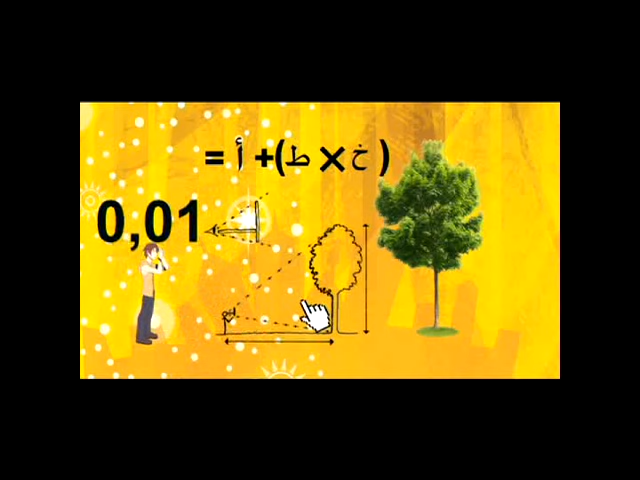 ( خ × ط)+ أ =
0,01